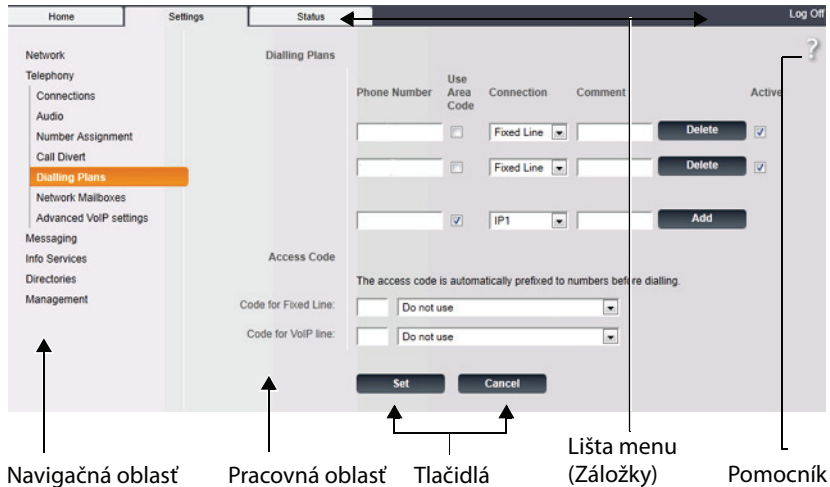 Home Settings Status Log Off
Network
Telephony
Connections
Audio
Number Assignment
Call Divert
Dialling Plans
Network Mailboxes
Advanced VoIP settings
Messaging
Info Services
Directories
Management
Dialling Plans
Phone Number Use Area Code Connection Comment Active
Fixed Line Delete
Fixed Line Delete
IP1 Add
Access Code
The access code is automatically prefixed to numbers before dialling.
Code for Fixed Line: Do not use
Code for VoIP line: Do not use
Set Cancel
?
Navigačná oblasť Pracovná oblasť Tlačidlá Lišta menu (Záložky) Pomocník